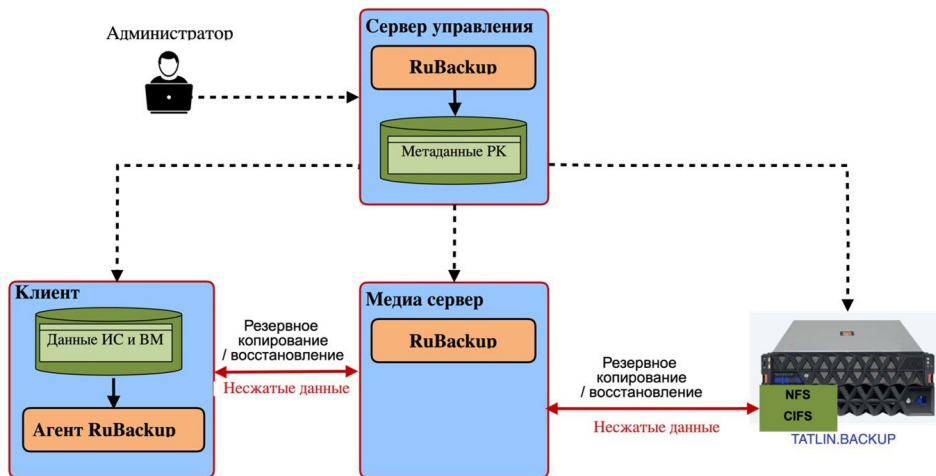 Администратор
Сервер управления
RuBackup
Метаданные РК
Клиент
Данные ИС и ВМ
Агент RuBackup
Резервное
копирование
/ восстановление
Несжатые данные
Медиа сервер
RuBackup
Резервное
копирование
/ восстановление
Несжатые данные
NFS
CIFS
TATLIN.BACKUP